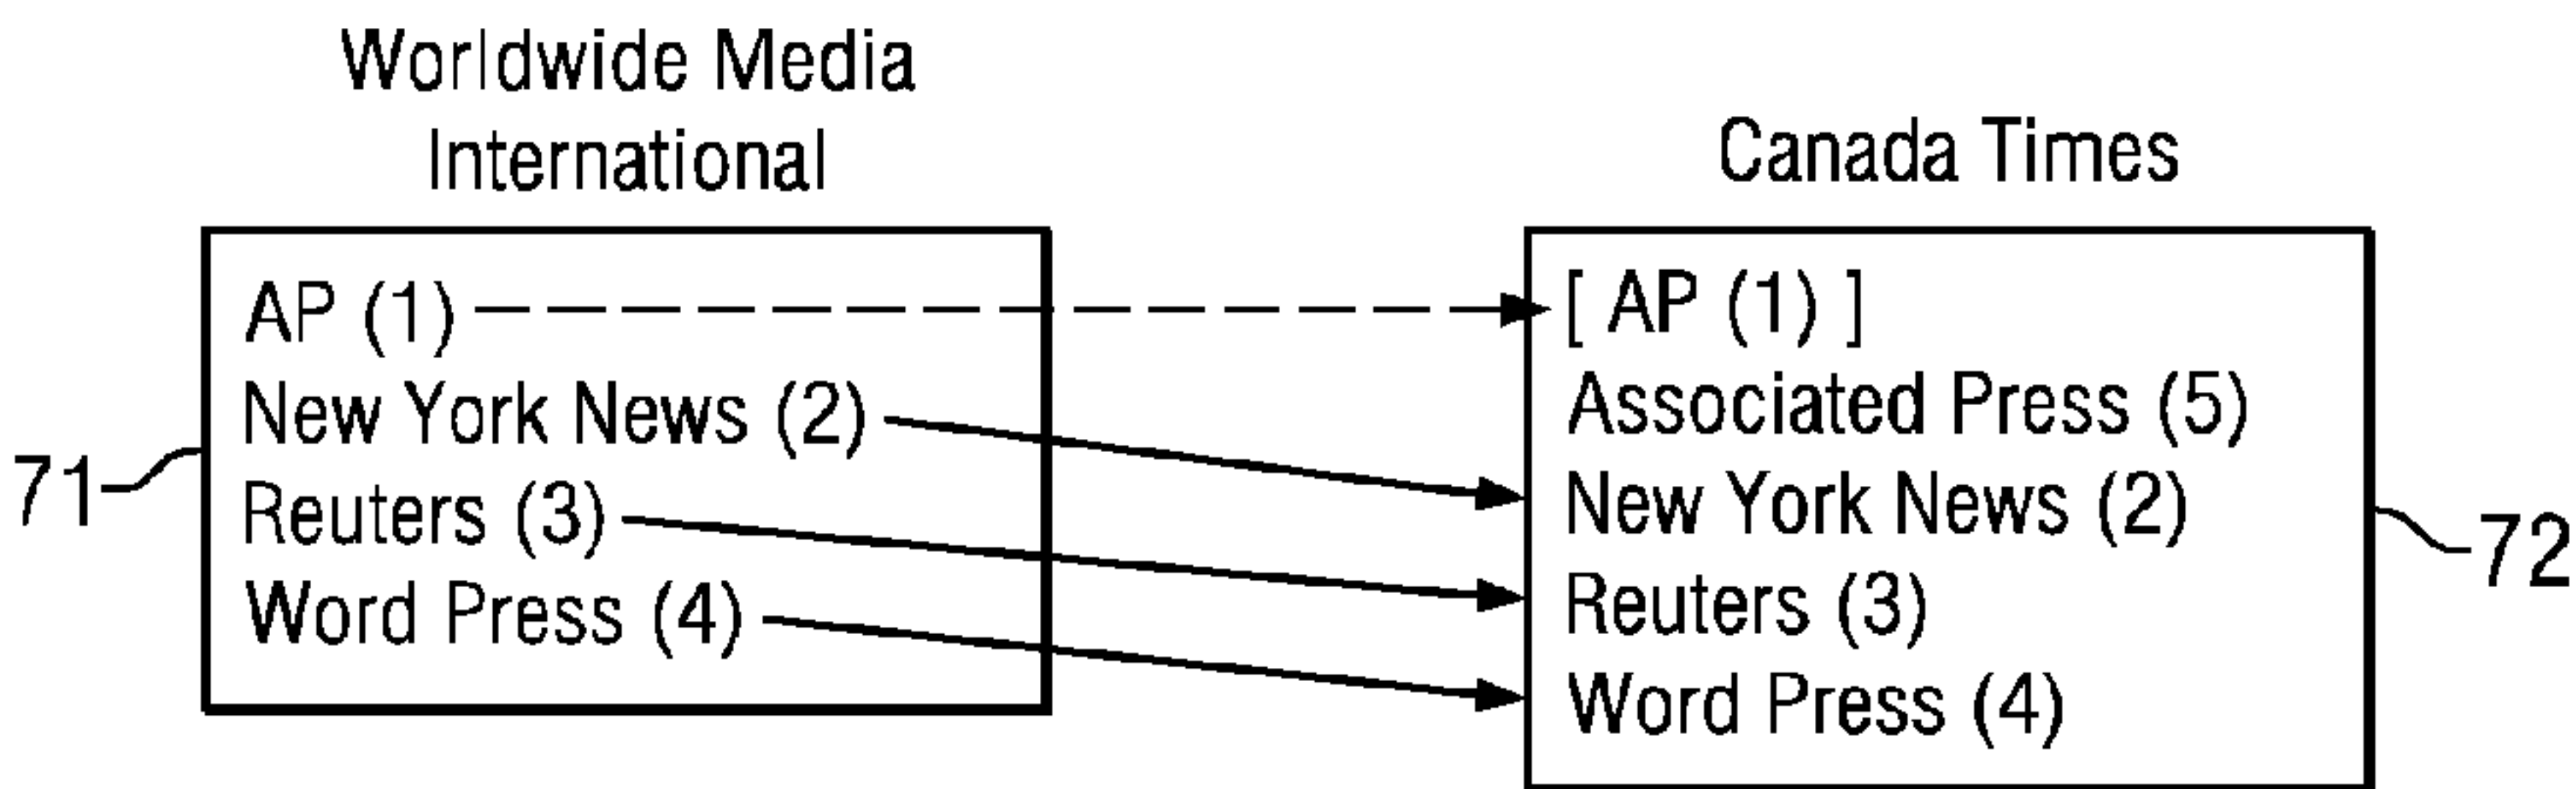 Worldwide Media
International
AP (1)
New York News (2)
Reuters (3)
Word Press (4)
71
Canada Times
[ AP (1) ]
Associated Press (5)
New York News (2)
Reuters (3)
Word Press (4)
72